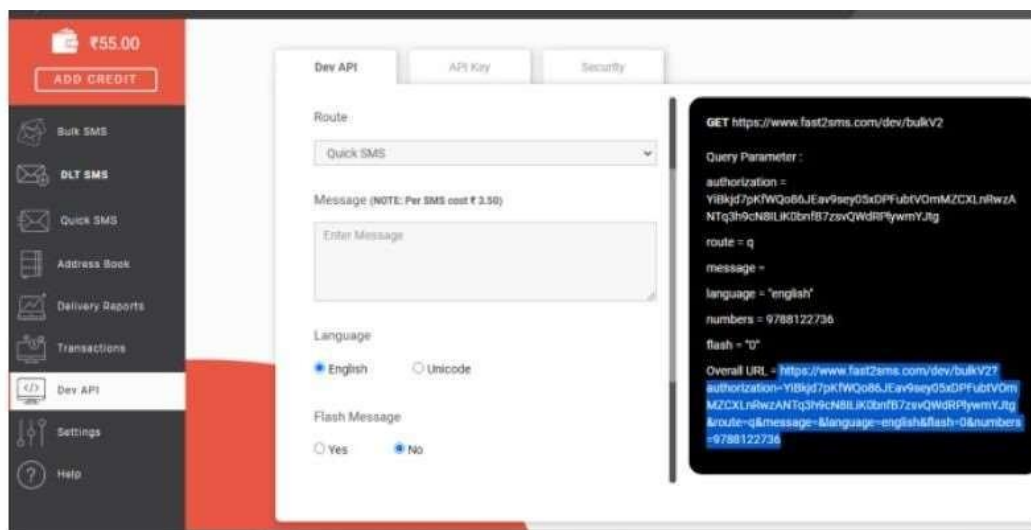 ₹55.00
ADD CREDIT
Bulk SMS
DLT SMS
Quick SMS
Address Book
Delivery Reports
Transactions
Dev API
Settings
Help
Dev API API Key Security
Route
Quick SMS
Message (NOTE: Per SMS cost ₹ 3.50)
Enter Message
Language
English Unicode
Flash Message
Yes No
GET https://www.fast2sms.com/dev/bulkV2
Query Parameter :
authorization =
route = q
message =
language = "english"
numbers = 9788122736
flash = "0"
Overall URL = https://www.fast2sms.com/dev/bulkV2?
&route=q&message=&language=english&flash=0&numbers
=9788122736